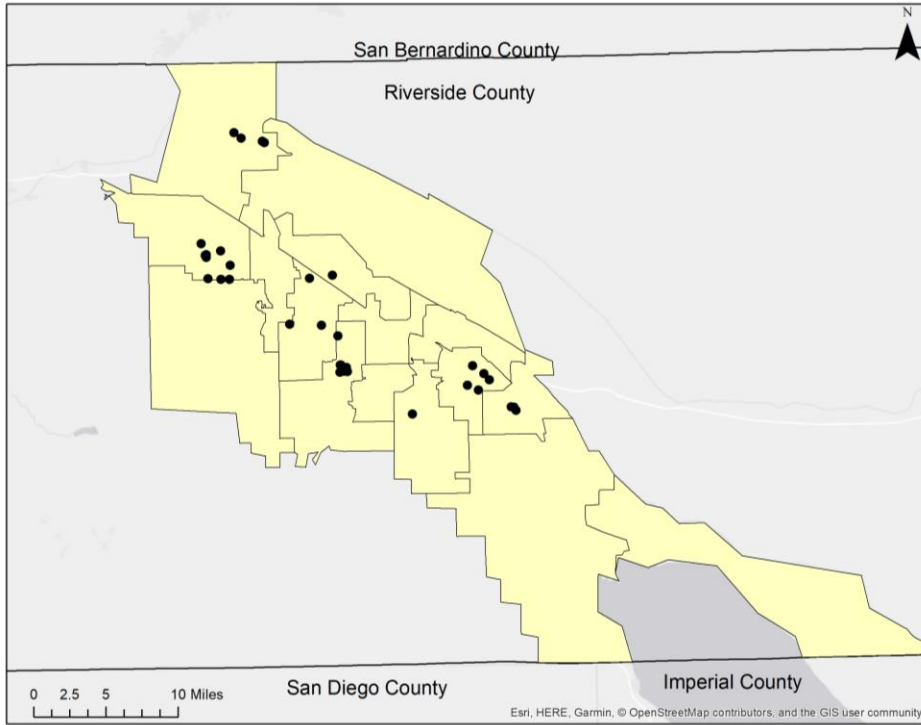 N
San Bernardino County
Riverside County
San Diego County
Imperial County
0 2.5 5 10 Miles
Esri, HERE, Garmin, © OpenStreetMap contributors, and the GIS user community